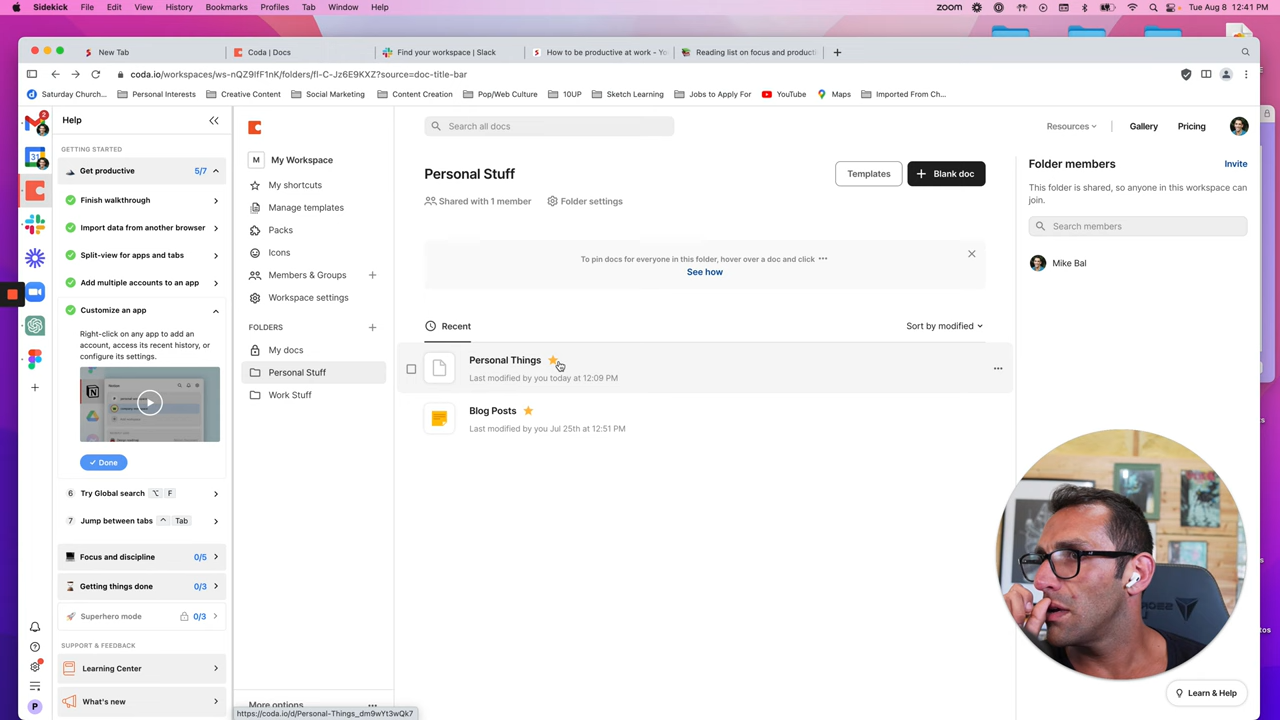 Sidekick File Edit View History Bookmarks Profiles Tab Window Help
zoom Tue Aug 8 12:41 PM
New Tab
Coda | Docs
Find your workspace | Slack
How to be productive at work - Yo
Reading list on focus and producti
coda.io/workspaces/ws-nQZ9IfF1nK/folders/fl-C-Jz6E9KXZ?source=doc-title-bar
Saturday Church... Personal Interests Creative Content Social Marketing Content Creation Pop/Web Culture 10UP Sketch Learning Jobs to Apply For YouTube Maps Imported From Ch...
2
31
P
Help
GETTING STARTED
Get productive 5/7
Finish walkthrough
Import data from another browser
Split-view for apps and tabs
Add multiple accounts to an app
Customize an app
Right-click on any app to add an
account, access its recent history, or
configure its settings.
Done
6 Try Global search ⌥ F
7 Jump between tabs ^ Tab
Focus and discipline 0/5
Getting things done 0/3
Superhero mode 0/3
SUPPORT & FEEDBACK
Learning Center
What's new
M My Workspace
My shortcuts
Manage templates
Packs
Icons
Members & Groups
Workspace settings
FOLDERS
My docs
Personal Stuff
Work Stuff
More options
https://coda.io/d/Personal-Things_dm9wYt3wQk7
Search all docs
Resources Gallery Pricing
Personal Stuff
Templates
Blank doc
Shared with 1 member Folder settings
To pin docs for everyone in this folder, hover over a doc and click •••
See how
Recent
Sort by modified
Personal Things
Last modified by you today at 12:09 PM
Blog Posts
Last modified by you Jul 25th at 12:51 PM
Folder members Invite
This folder is shared, so anyone in this workspace can
join.
Search members
Mike Bal
Learn & Help